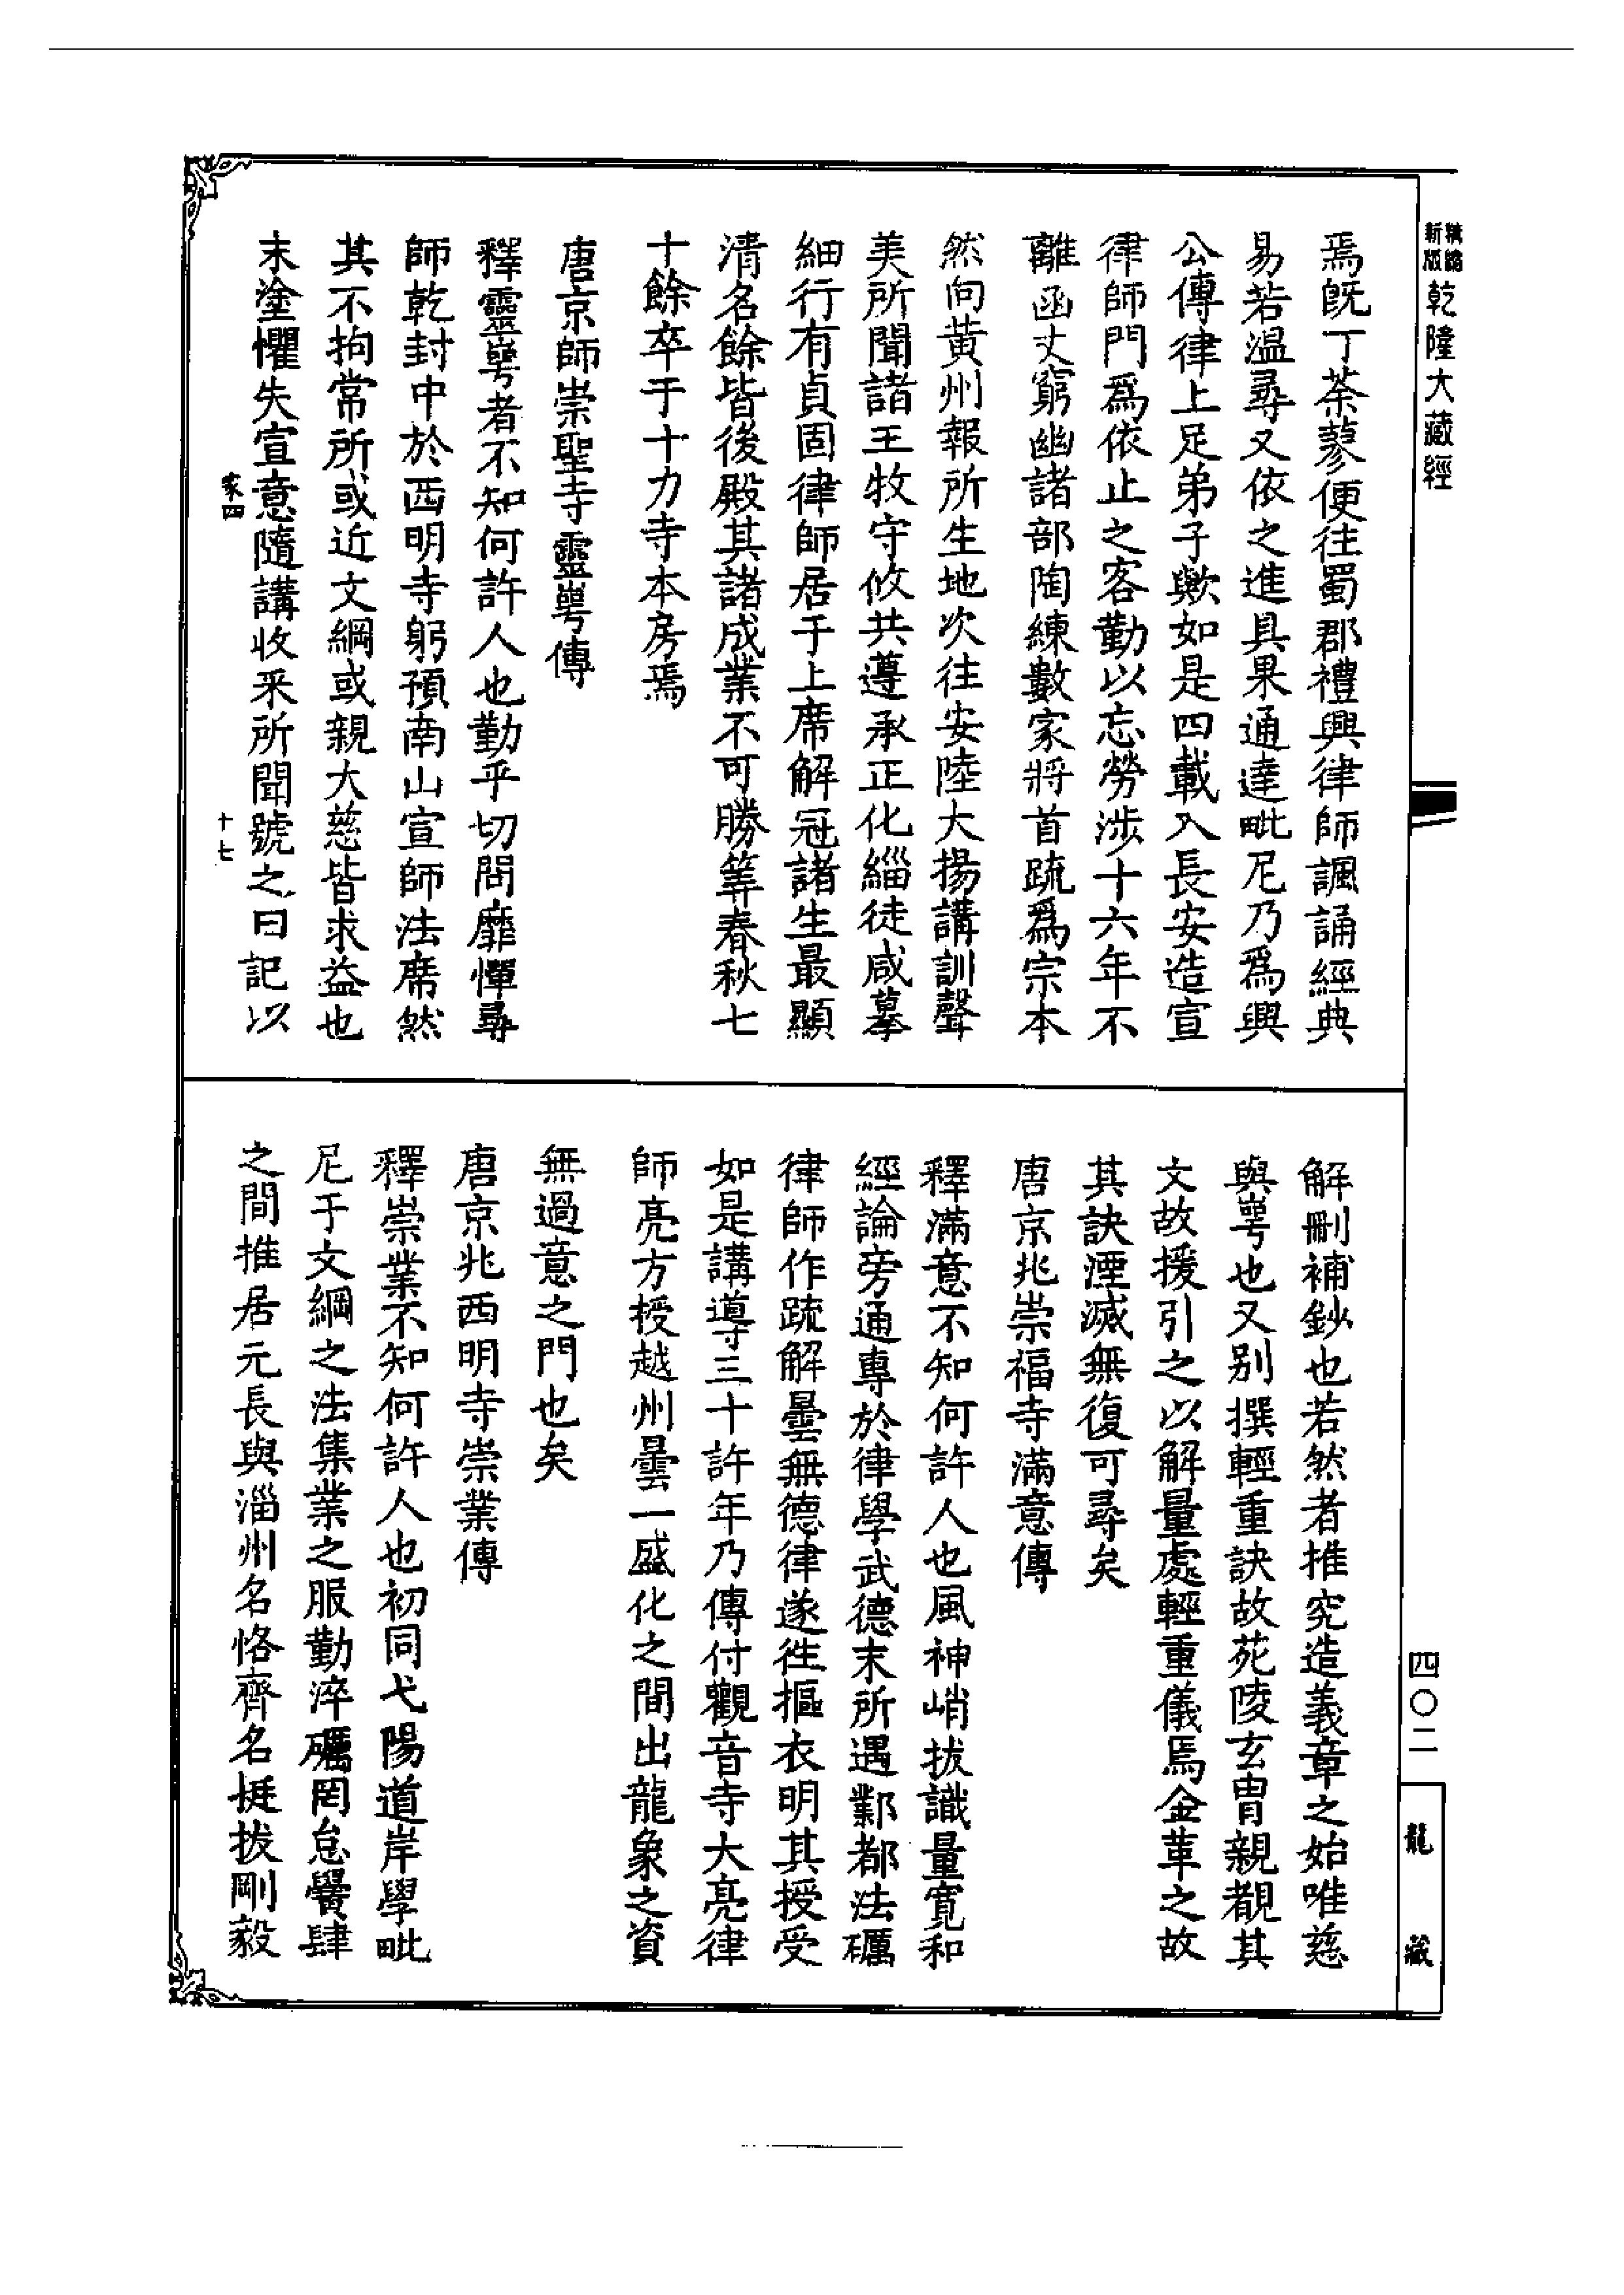 新版
乾隆大藏經
焉旣丁荼蓼便往蜀郡禮興律師諷誦經典
易若溫尋又依之進具果通達毗尼乃爲興
公傳律上足弟子歟如是四載入長安造宣
律師門爲依止之客勤以忘勞涉十六年不
離函丈窮幽諸部陶練數家將首疏爲宗本
然向黃州報所生地次往安陸大揚講訓聲
美所聞諸王牧守攸共遵承正化緇徒咸摹
細行有貞固律師居于上席解冠諸生最顯
清名餘皆後殿其諸成業不可勝筭春秋七
十餘卒于十力寺本房焉
唐京師崇聖寺靈崿傳
釋靈崿者不知何許人也勤乎切問靡憚尋
師乾封中於西明寺躬預南山宣師法席然
其不拘常所或近文綱或親大慈皆求益也
末塗懼失宣意隨講收采所聞號之曰記以
家四
十七
解刪補鈔也若然者推究造義章之始唯慈
與崿也又別撰輕重訣故苑陵玄胄親覩其
文故援引之以解量處輕重儀焉金革之故
其訣湮滅無復可尋矣
唐京兆崇福寺滿意傳
釋滿意不知何許人也風神峭拔識量寬和
經論旁通專於律學武德末所遇鄴都法礪
律師作疏解曇無德律遂往摳衣明其授受
如是講導三十許年乃傳付觀音寺大亮律
師亮方授越州曇一盛化之間出龍象之資
無過意之門也矣
唐京兆西明寺崇業傳
釋崇業不知何許人也初同弋陽道岸學毗
尼于文綱之法集業之服勤淬礪罔怠黌肆
之間推居元長與淄州名恪齊名挺拔剛毅
四〇二
龍藏